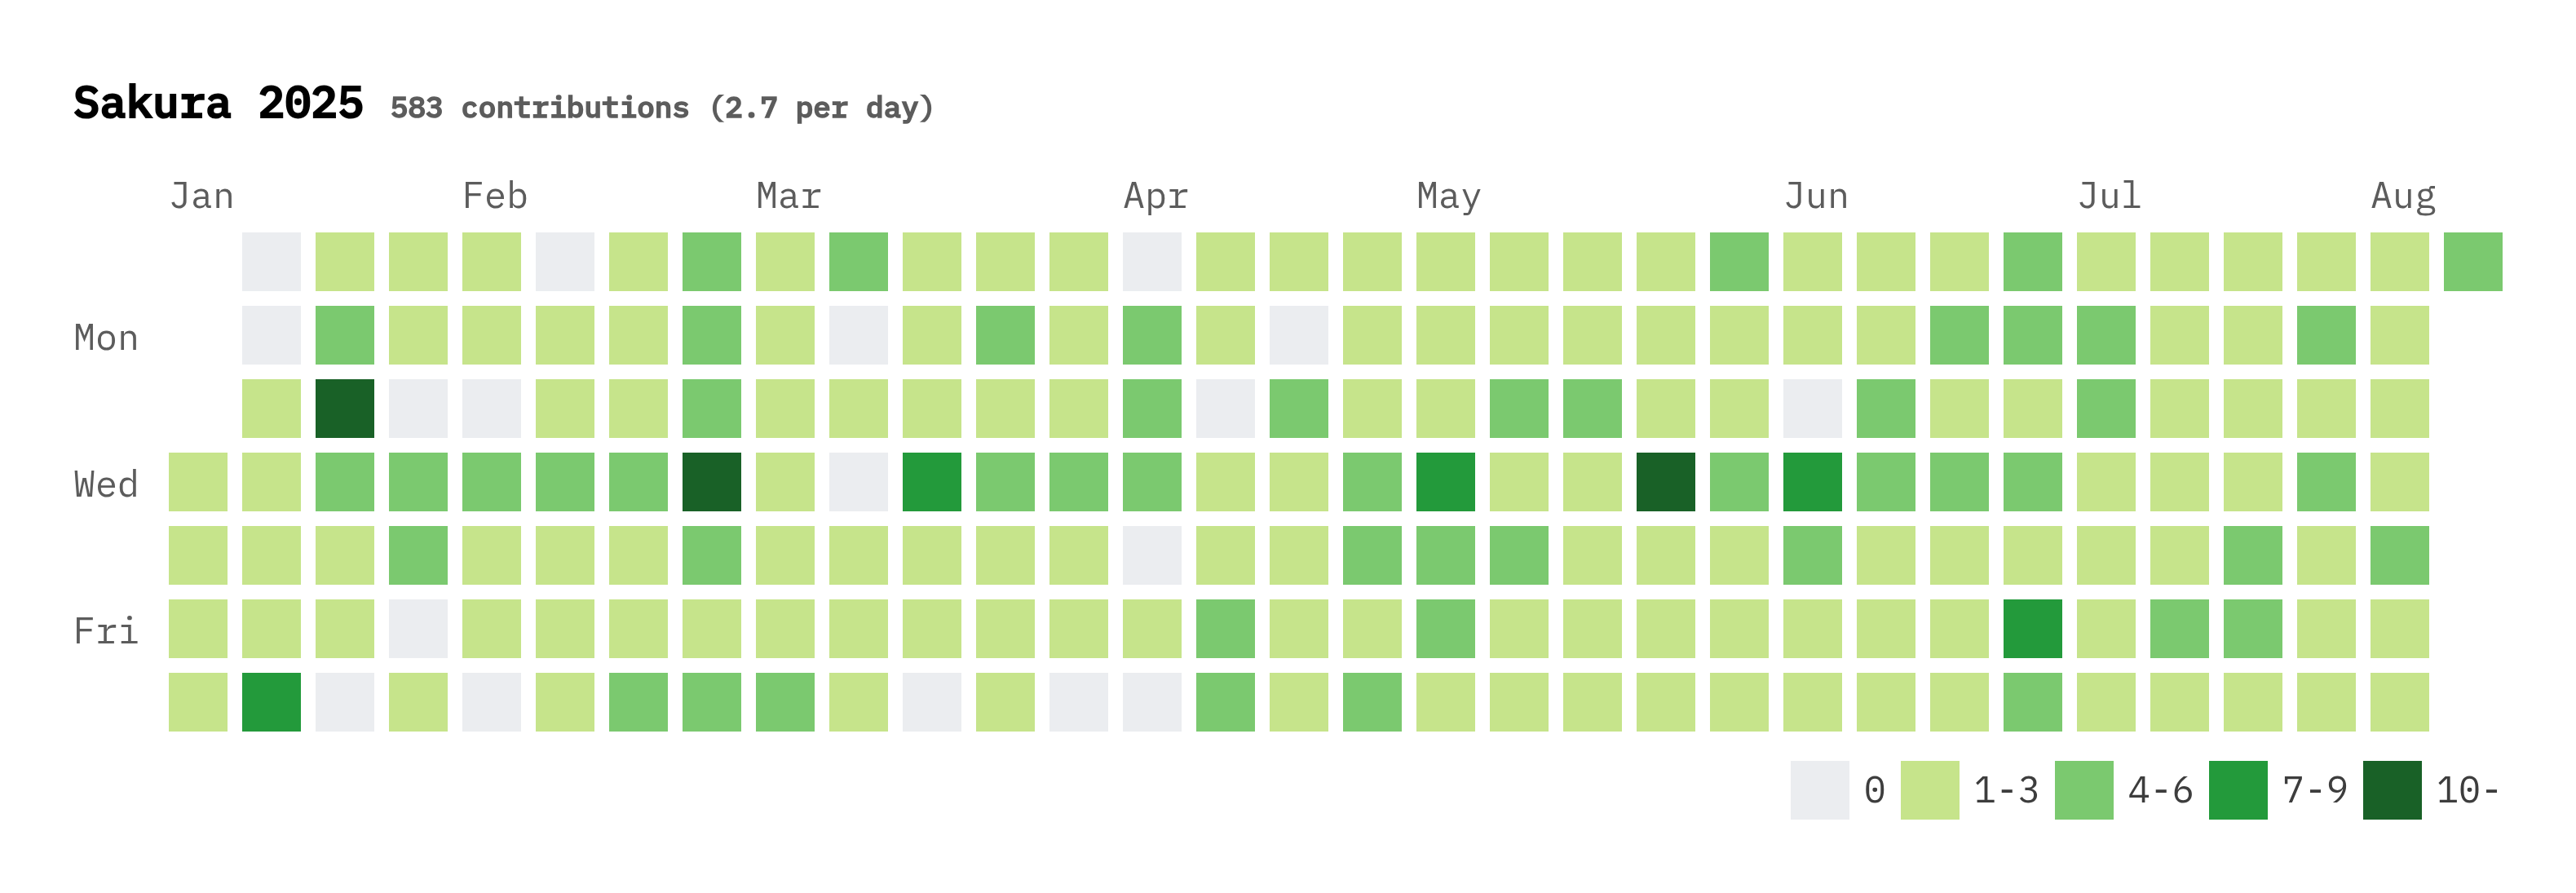 Sakura 2025 583 contributions (2.7 per day)
Jan Feb Mar Apr May Jun Jul Aug
Mon
Wed
Fri
0 1-3 4-6 7-9 10-